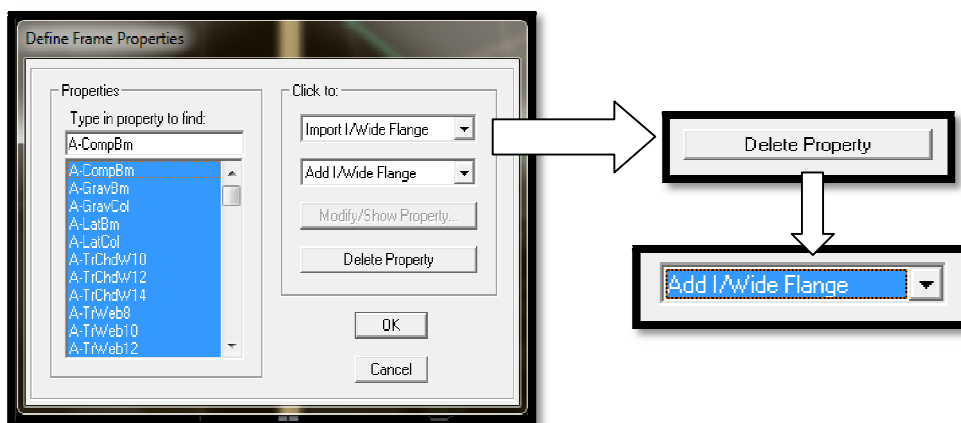 Define Frame Properties
Properties
Type in property to find:
A-CompBm
A-CompBm
A-GravBm
A-GravCol
A-LatBm
A-LatCol
A-TrChdW10
A-TrChdW12
A-TrChdW14
A-TrWeb8
A-TrWeb10
A-TrWeb12
Click to:
Import I/Wide Flange
Add I/Wide Flange
Modify/Show Property...
Delete Property
OK
Cancel
Delete Property
Add I/Wide Flange